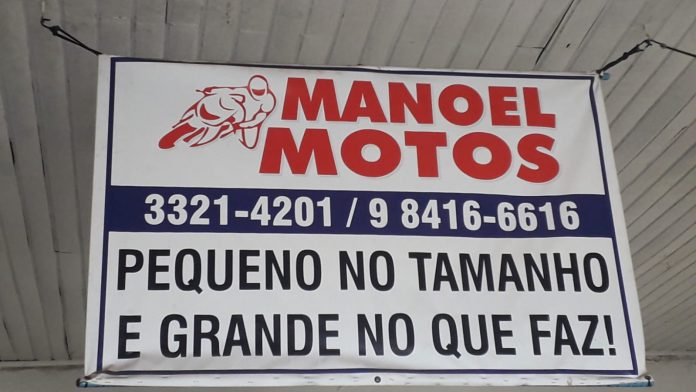 MANOEL
MOTOS
3321-4201 / 9 8416-6616
PEQUENO NO TAMANHO
E GRANDE NO QUE FAZ!